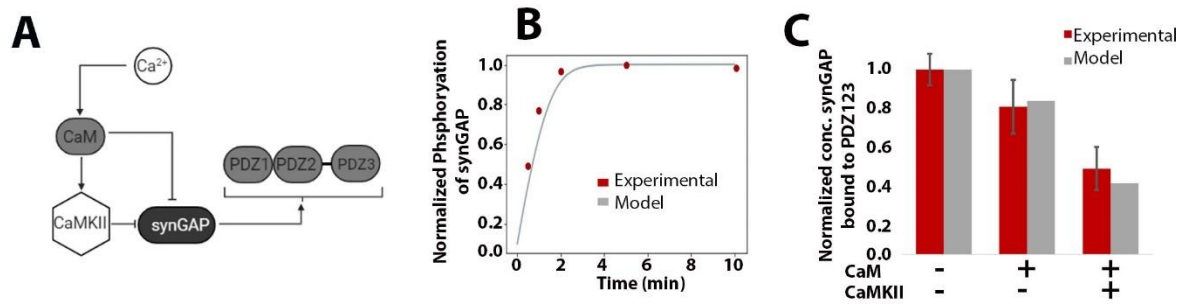 A
Ca2+
CaM
CaMKII
synGAP
PDZ1
PDZ2
PDZ3
B
Normalized Phsphoryation
of synGAP
1.0
0.8
0.6
0.4
0.2
0.0
0 2 4 6 8 10
Time (min)
Experimental
Model
C
Normalized conc. synGAP
bound to PDZ123
1.0
0.8
0.6
0.4
0.2
0.0
Experimental
Model
CaM - + +
CaMKII - - +